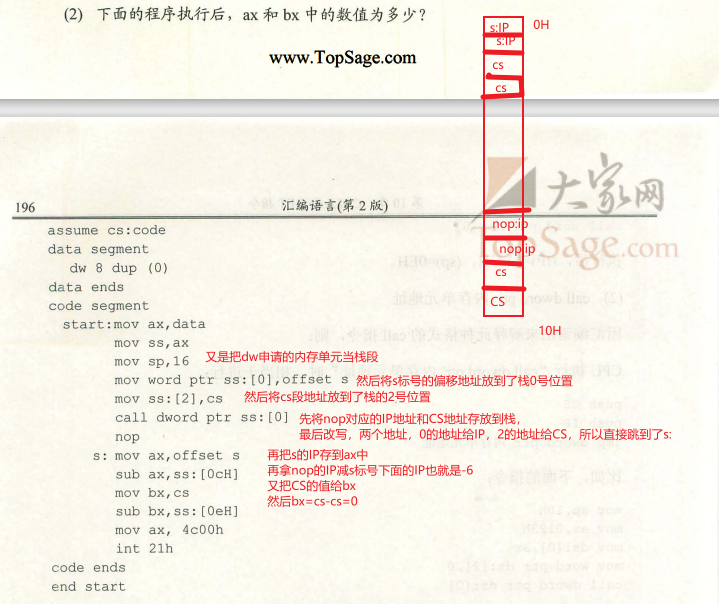 (2) 下面的程序执行后，ax 和 bx 中的数值为多少？
www.TopSage.com
s:IP
0H
s:IP
cs
cs
大家网
TopSage.com
196
汇编语言(第 2 版)
nop:ip
nop:ip
cs
CS
10H
assume cs:code
data segment
dw 8 dup (0)
data ends
code segment
start:mov ax,data
mov ss,ax
mov sp,16 又是把dw申请的内存单元当栈段
mov word ptr ss:[0],offset s 然后将s标号的偏移地址放到了栈0号位置
mov ss:[2],cs 然后将cs段地址放到了栈的2号位置
call dword ptr ss:[0] 先将nop对应的IP地址和CS地址存放到栈，
nop 最后改写，两个地址，0的地址给IP，2的地址给CS，所以直接跳到了s:
s: mov ax,offset s 再把s的IP存到ax中
sub ax,ss:[0cH] 再拿nop的IP减s标号下面的IP也就是-6
mov bx,cs 又把CS的值给bx
sub bx,ss:[0eH] 然后bx=cs-cs=0
mov ax, 4c00h
int 21h
code ends
end start